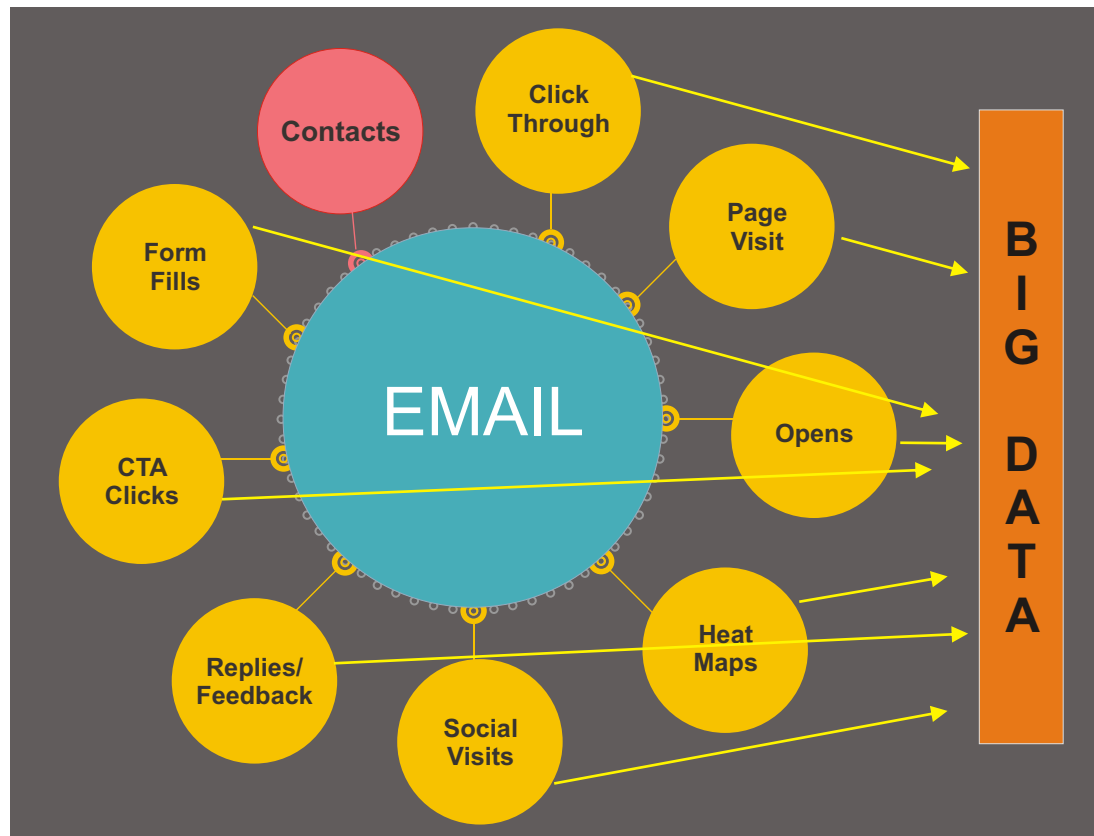 Contacts
Click
Through
Page
Visit
Form
Fills
EMAIL
Opens
CTA
Clicks
Heat
Maps
Replies/
Feedback
Social
Visits
B
I
G
D
A
T
A